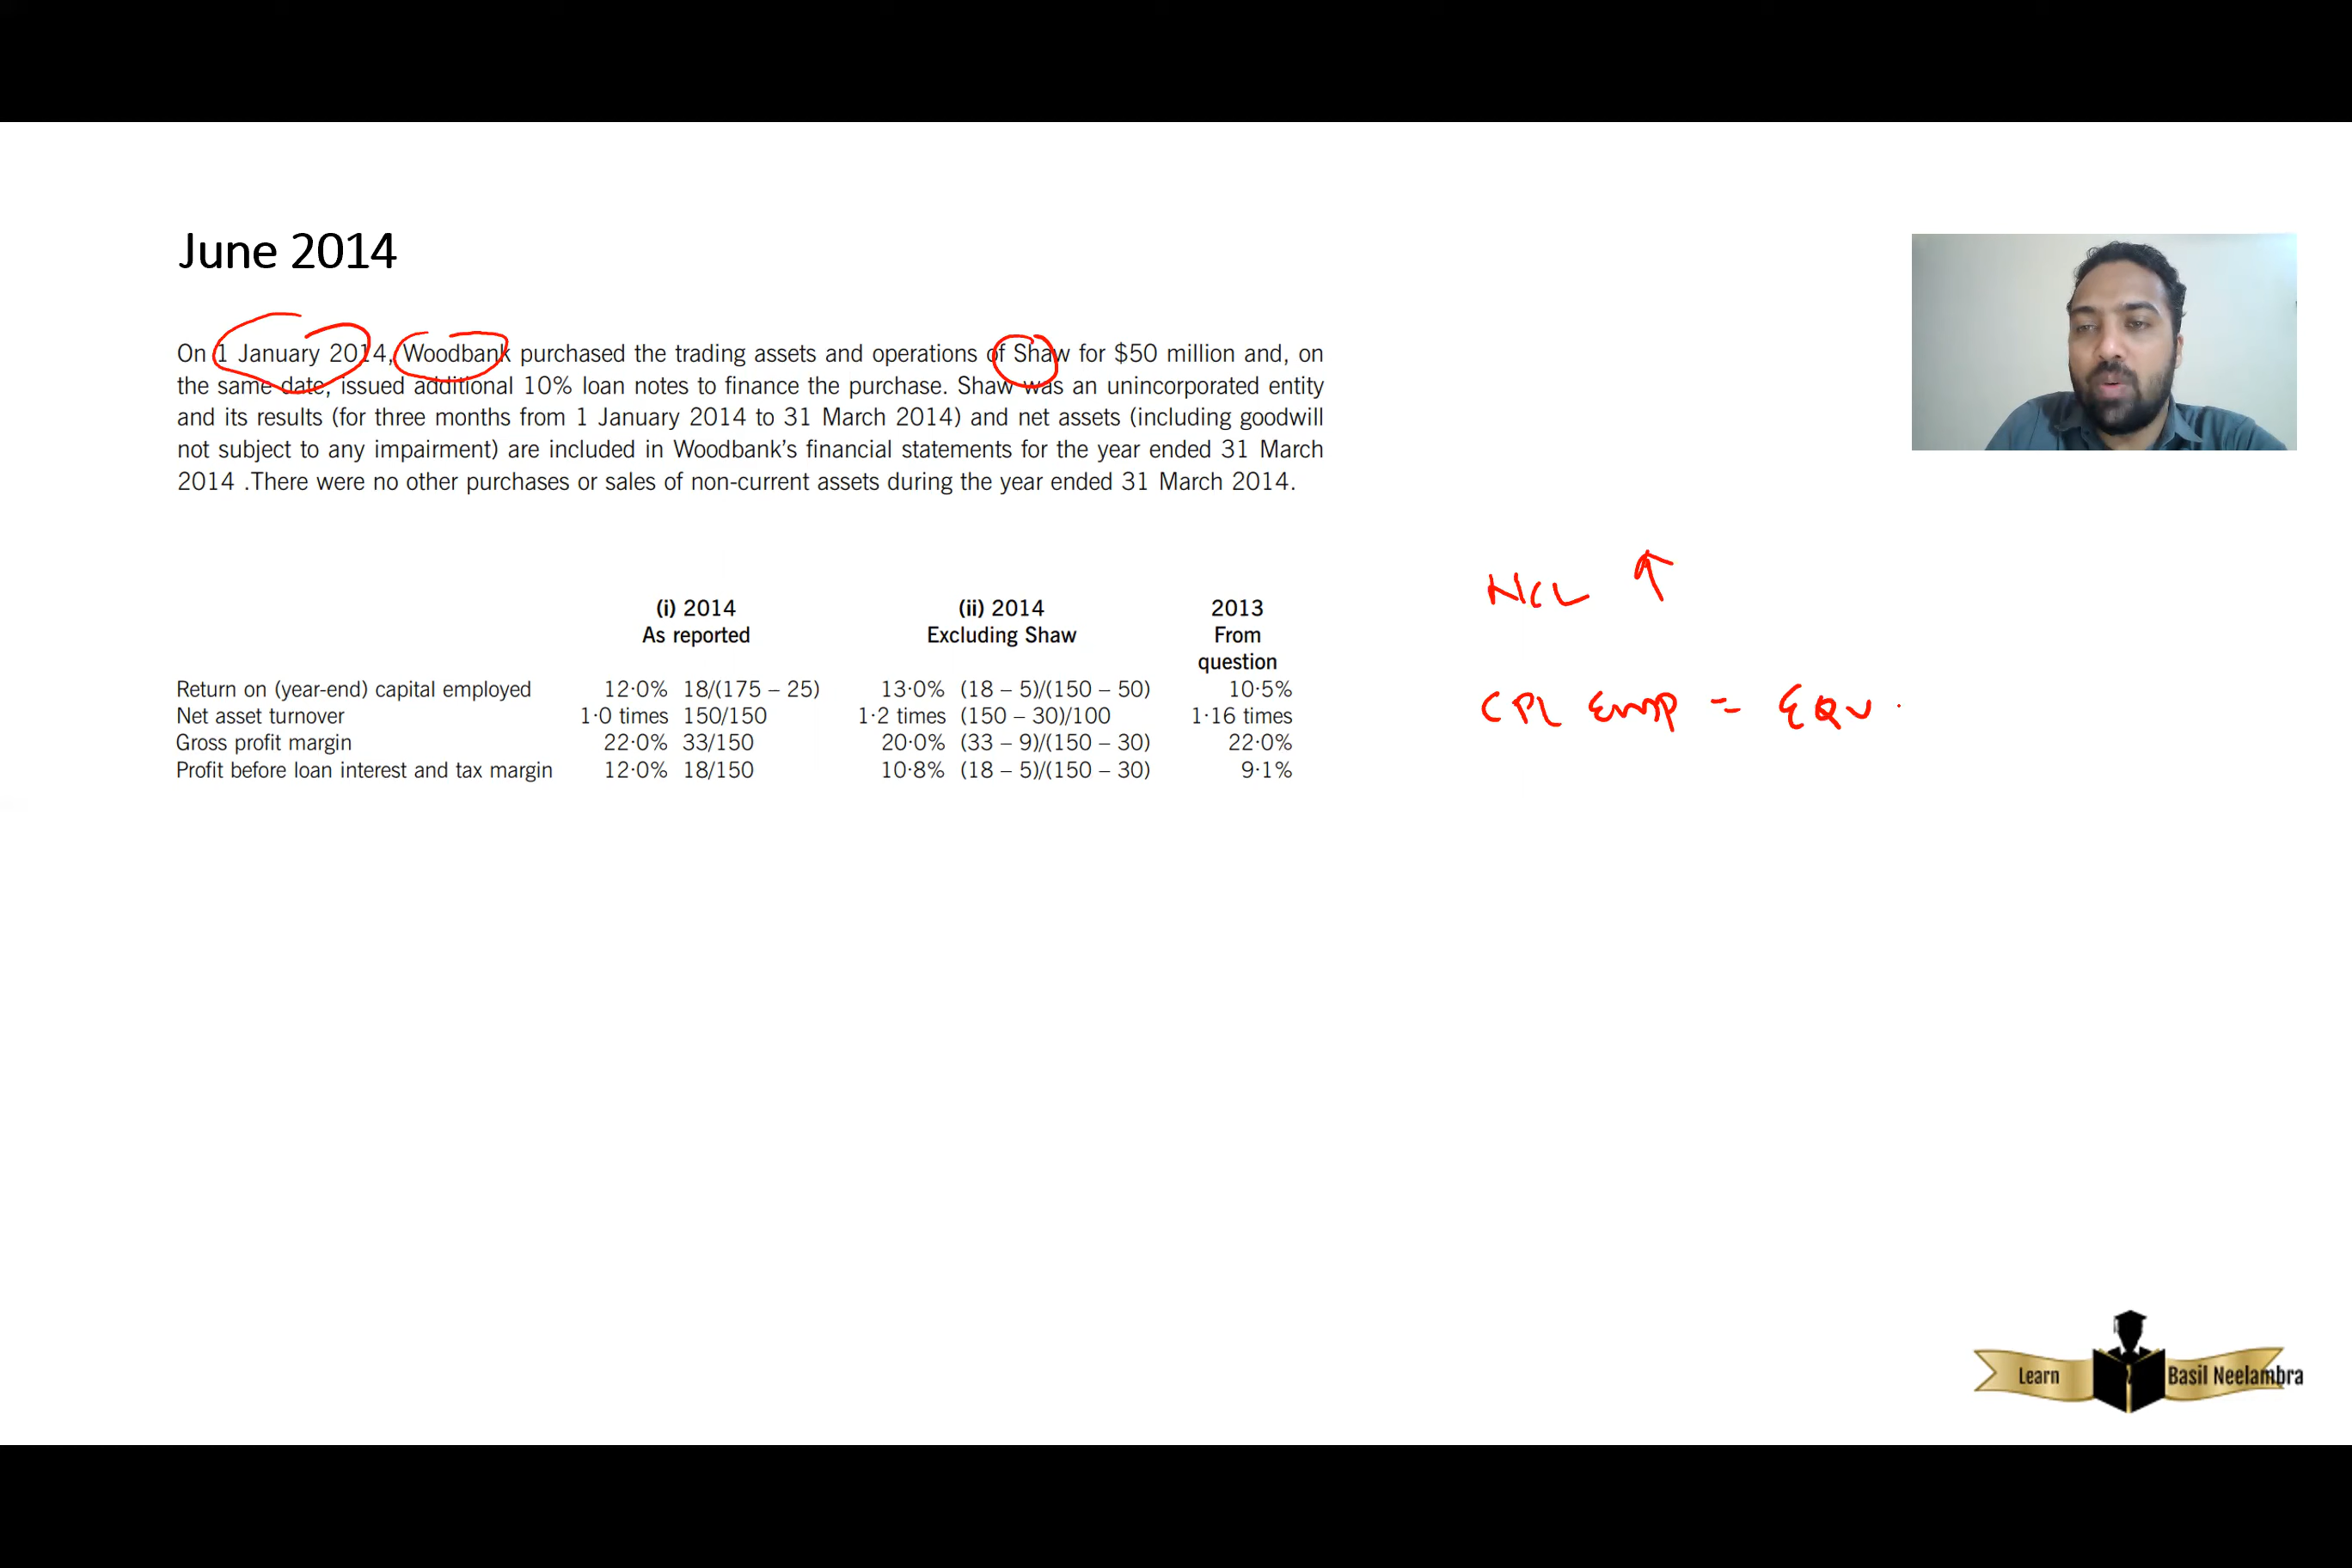 June 2014
On 1 January 2014, Woodbank purchased the trading assets and operations of Shaw for $50 million and, on
the same date, issued additional 10% loan notes to finance the purchase. Shaw was an unincorporated entity
and its results (for three months from 1 January 2014 to 31 March 2014) and net assets (including goodwill
not subject to any impairment) are included in Woodbank's financial statements for the year ended 31 March
2014 .There were no other purchases or sales of non-current assets during the year ended 31 March 2014.
(i) 2014 (ii) 2014 2013
As reported Excluding Shaw From
question
Return on (year-end) capital employed 12·0% 18/(175 – 25) 13·0% (18 – 5)/(150 – 50) 10·5%
Net asset turnover 1·0 times 150/150 1·2 times (150 – 30)/100 1·16 times
Gross profit margin 22·0% 33/150 20·0% (33 – 9)/(150 – 30) 22·0%
Profit before loan interest and tax margin 12·0% 18/150 10·8% (18 – 5)/(150 – 30) 9·1%
NCL ↑
CPL Emp = EQU
Learn Basil Neelambra